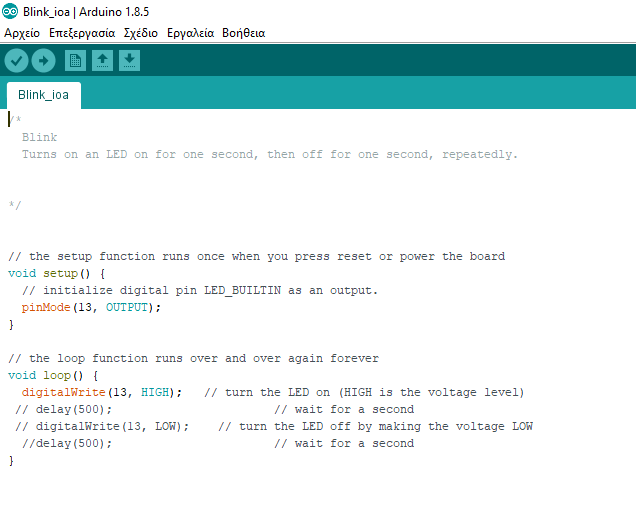 Blink_ioa | Arduino 1.8.5
Αρχείο Επεξεργασία Σχέδιο Εργαλεία Βοήθεια
Blink_ioa
/*
Blink
Turns on an LED on for one second, then off for one second, repeatedly.
*/
// the setup function runs once when you press reset or power the board
void setup() {
// initialize digital pin LED_BUILTIN as an output.
pinMode(13, OUTPUT);
}
// the loop function runs over and over again forever
void loop() {
digitalWrite(13, HIGH);   // turn the LED on (HIGH is the voltage level)
// delay(500);                       // wait for a second
// digitalWrite(13, LOW);    // turn the LED off by making the voltage LOW
//delay(500);                       // wait for a second
}